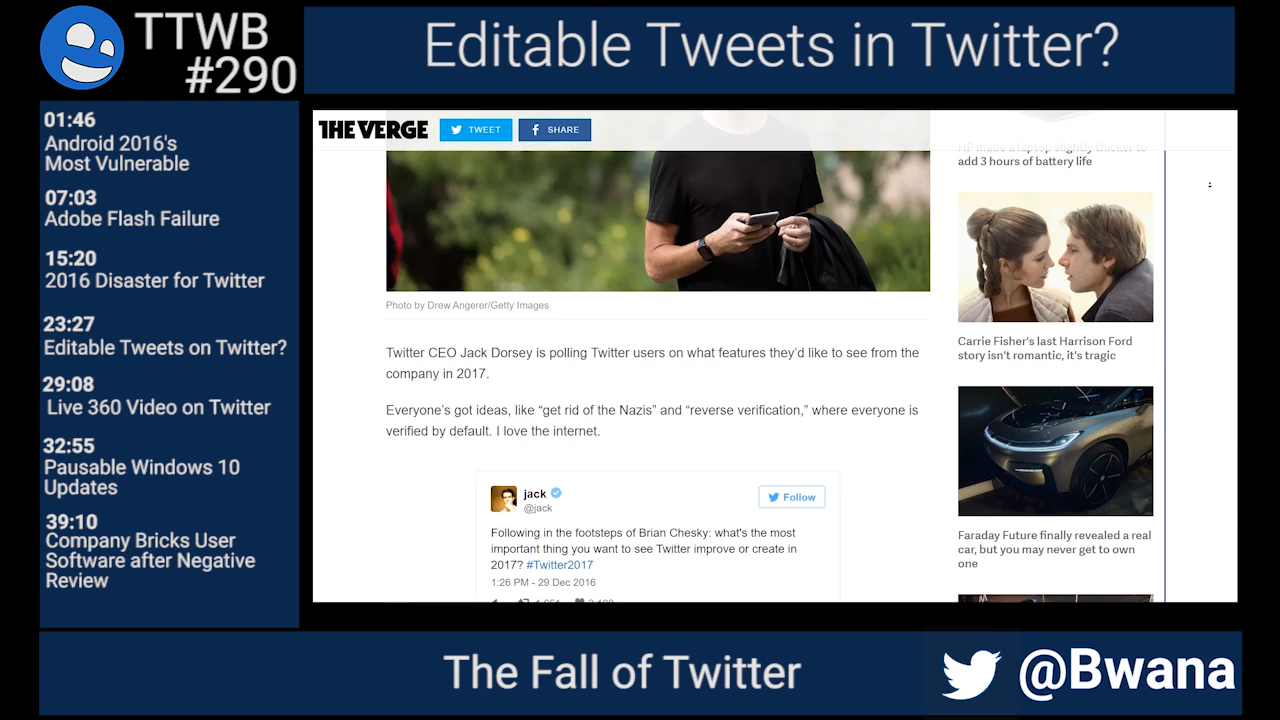 TTWB
#290
Editable Tweets in Twitter?
01:46
Android 2016's
Most Vulnerable
07:03
Adobe Flash Failure
15:20
2016 Disaster for Twitter
23:27
Editable Tweets on Twitter?
29:08
Live 360 Video on Twitter
32:55
Pausable Windows 10
Updates
39:10
Company Bricks User
Software after Negative
Review
THE VERGE
TWEET
SHARE
Photo by Drew Angerer/Getty Images
Twitter CEO Jack Dorsey is polling Twitter users on what features they'd like to see from the
company in 2017.
Everyone's got ideas, like “get rid of the Nazis” and “reverse verification,” where everyone is
verified by default. I love the internet.
jack
@jack
Follow
Following in the footsteps of Brian Chesky: what's the most
important thing you want to see Twitter improve or create in
2017? #Twitter2017
1:26 PM - 29 Dec 2016
HP made a laptop slightly thicker to
add 3 hours of battery life
Carrie Fisher's last Harrison Ford
story isn't romantic, it's tragic
Faraday Future finally revealed a real
car, but you may never get to own
one
The Fall of Twitter
@Bwana